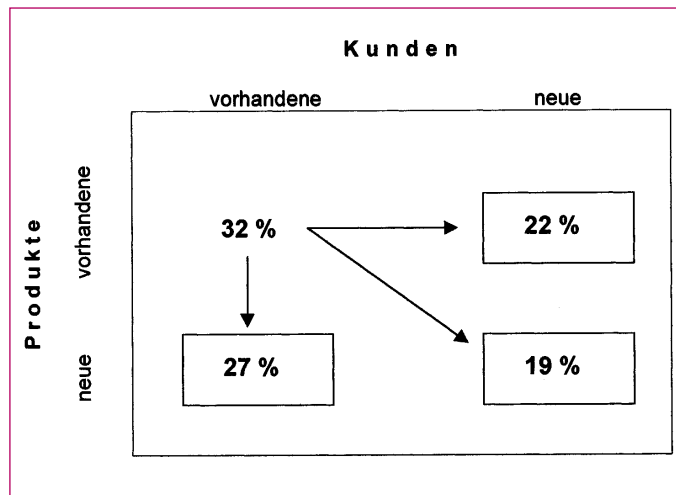 Kunden
vorhandene neue
Produkte
vorhandene
32 % 22 %
neue
27 % 19 %